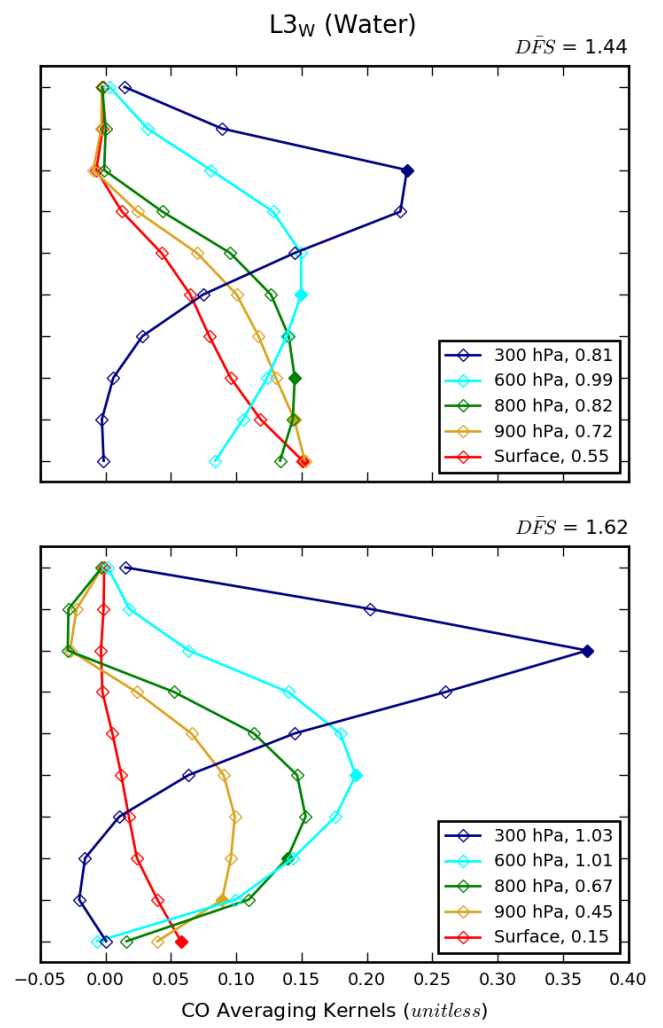 L3W (Water)
DF̄S = 1.44
300 hPa, 0.81
600 hPa, 0.99
800 hPa, 0.82
900 hPa, 0.72
Surface, 0.55
DF̄S = 1.62
300 hPa, 1.03
600 hPa, 1.01
800 hPa, 0.67
900 hPa, 0.45
Surface, 0.15
−0.05 0.00 0.05 0.10 0.15 0.20 0.25 0.30 0.35 0.40
CO Averaging Kernels (unitless)